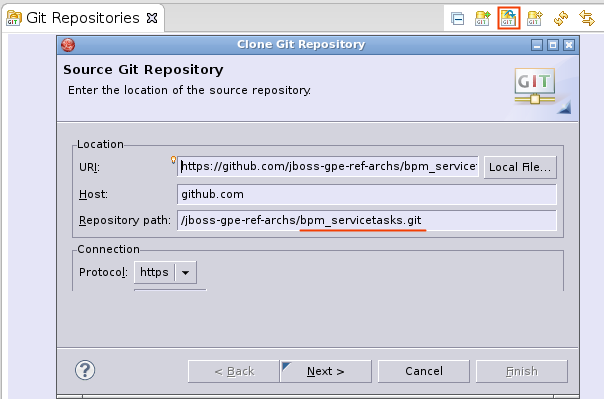 Git Repositories
Clone Git Repository
Source Git Repository
Enter the location of the source repository.
GIT
Location
URI: https://github.com/jboss-gpe-ref-archs/bpm_service Local File...
Host: github.com
Repository path: /jboss-gpe-ref-archs/bpm_servicetasks.git
Connection
Protocol: https
? < Back Next > Cancel Finish